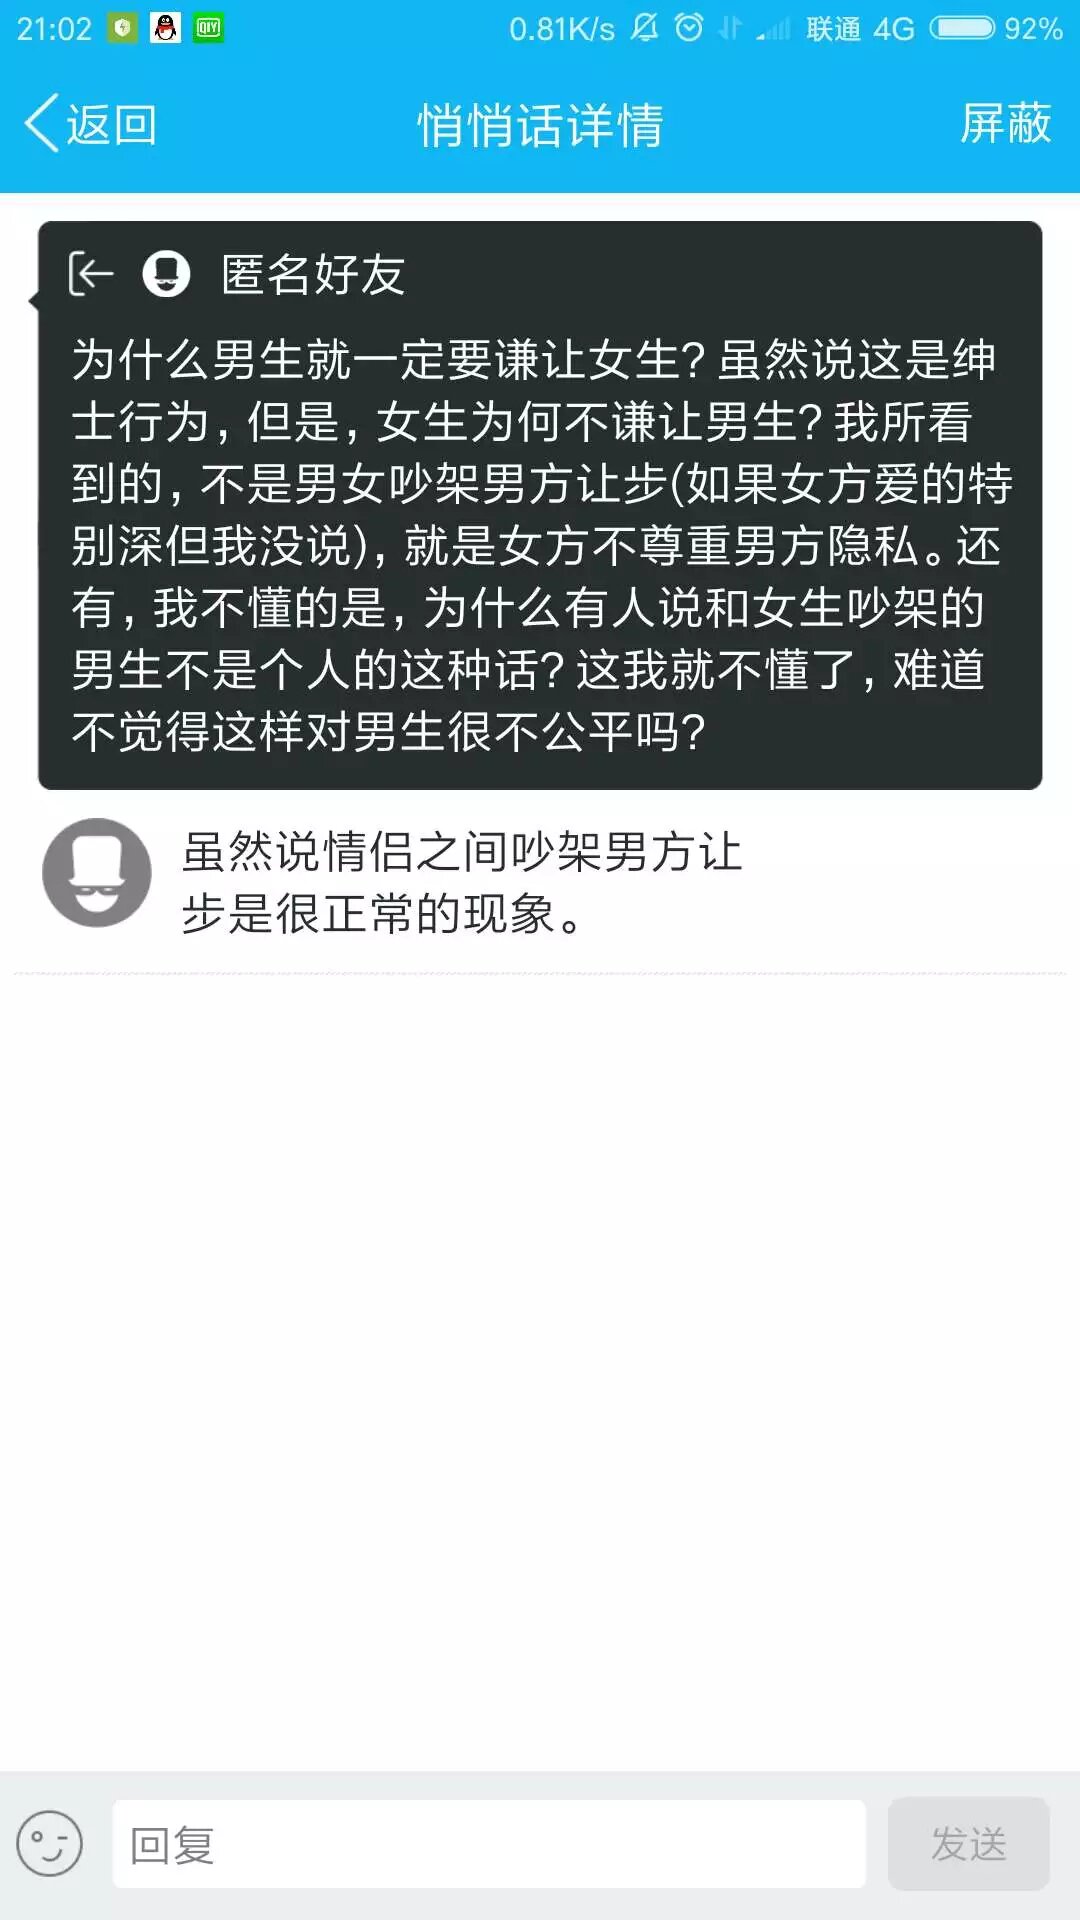 21:02 QIY 0.81K/s 联通 4G 92%
返回 悄悄话详情 屏蔽
匿名好友
为什么男生就一定要谦让女生?虽然说这是绅
士行为,但是,女生为何不谦让男生?我所看
到的,不是男女吵架男方让步(如果女方爱的特
别深但我没说),就是女方不尊重男方隐私。还
有,我不懂的是,为什么有人说和女生吵架的
男生不是个人的这种话?这我就不懂了,难道
不觉得这样对男生很不公平吗?
虽然说情侣之间吵架男方让
步是很正常的现象。
回复 发送